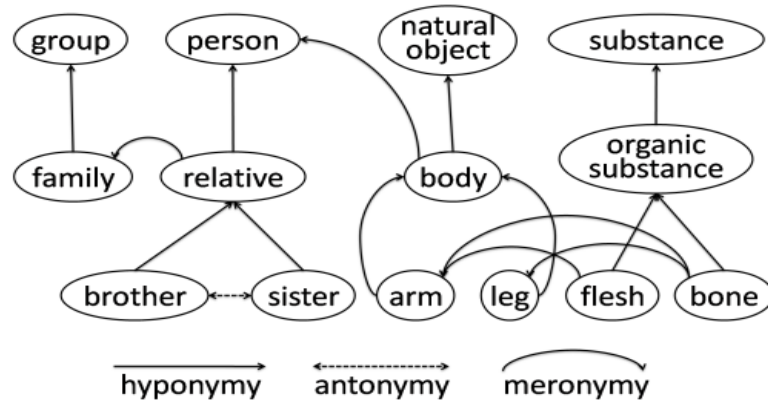 group
person
natural
object
substance
family
relative
body
organic
substance
brother
sister
arm
leg
flesh
bone
hyponymy
antonymy
meronymy